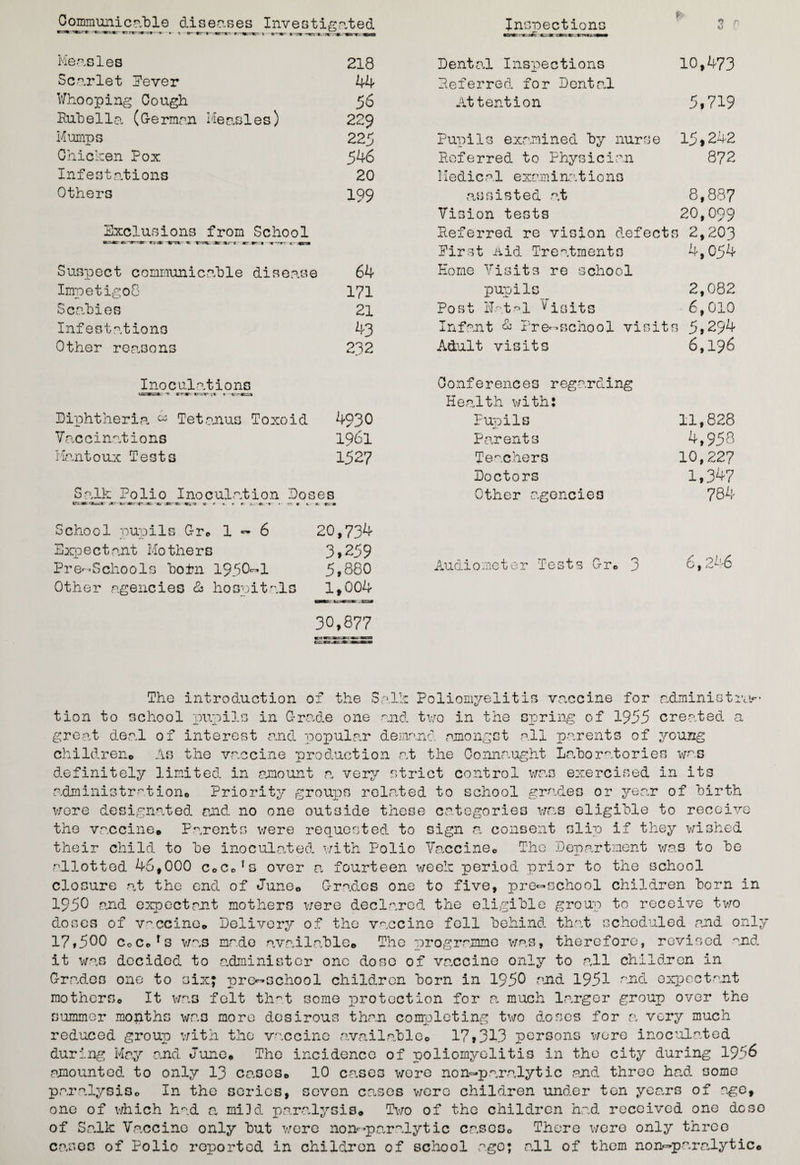 Communicable diseases Investigated
Measles 218
Scarlet Fever 44
Whooping Cough 56
Rubella (German Measles) 229
Mumps 225
Chicken Pox 546
Infestations 20
Others 199
Exclusions from School
Suspect communicable disease 64
Impetigo8 171
Scabies 21
Infestations 43
Other reasons 232
Inoculations
Diphtheria & Tetanus Toxoid 4930
Vaccinations 1961
Mantoux Tests 1527
Salk Polio Inoculation Doses
School pupils Gr. 1 - 6 20,734
Expectant Mothers 3,259
Pre-Schools born 1950-1 5,880
Other agencies & hospitals 1,004
30,877
Inspections 3
Dental Inspections 10,473
Referred for Dental
Attention 5,719
Pupils examined by nurse 15,242
Referred to Physician 872
Medical examinations
assisted at 8,887
Vision tests 20,099
Referred re vision defects 2,203
First Aid Treatments 4,054
Home Visits re school
pupils 2,082
Post Natal Visits 6,010
Infant & Pre-school visits 5,294
Adult visits 6,196
Conferences regarding
Health with:
Pupils 11,828
Parents 4,958
Teachers 10,227
Doctors 1,347
Other agencies 784
Audiometer Tests Gr. 3 6,246
The introduction of the Salk Poliomyelitis vaccine for administra-
tion to school pupils in Grade one and two in the spring of 1955 created a
great deal of interest and popular demand amongst all parents of young
children. As the vaccine production at the Connaught Laboratories was
definitely limited in amount a very strict control was exercised in its
administration. Priority groups related to school grades or year of birth
were designated and no one outside these categories was eligible to receive
the vaccine. Parents were requested to sign a consent slip if they wished
their child to be inoculated with Polio Vaccine. The Department was to be
allotted 46,000 c.c.'s over a fourteen week period prior to the school
closure at the end of June. Grades one to five, pre-school children born in
1950 and expectant mothers were declared the eligible group to receive two
doses of vaccine. Delivery of the vaccine fell behind that scheduled and only
17,500 c.c.'s was made available. The programme was, therefore, revised and
it was decided to administer one dose of vaccine only to all children in
Grades one to six; pre-school children born in 1950 and 1951 and expectant
mothers. It was felt that some protection for a much larger group over the
summer months was more desirous than completing two doses for a very much
reduced group with the vaccine available. 17,313 persons were inoculated
during May and June. The incidence of poliomyelitis in the city during 1956
amounted to only 13 cases. 10 cases were non-paralytic and three had some
paralysis. In the series, seven cases were children under ten years of age,
one of which had a mild paralysis. Two of the children had received one dose
of Salk Vaccine only but were non-paralytic cases. There were only three
cases of Polio reported in children of school age; all of them non-paralytic.